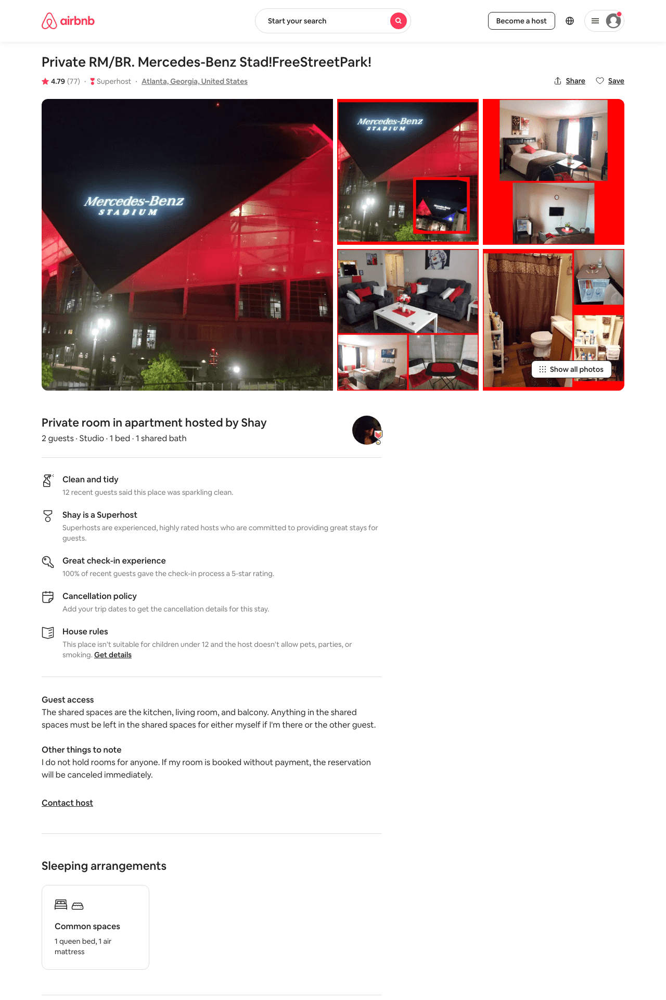 airbnb
Start your search
Become a host
Private RM/BR. Mercedes-Benz Stad!FreeStreetPark!
4.79 (77) · Superhost · Atlanta, Georgia, United States
Share
Save
Mercedes-Benz
STADIUM
Mercedes-Benz
STADIUM
Mercedes-Benz
STADIUM
Show all photos
Private room in apartment hosted by Shay
2 guests · Studio · 1 bed · 1 shared bath
Clean and tidy
12 recent guests said this place was sparkling clean.
Shay is a Superhost
Superhosts are experienced, highly rated hosts who are committed to providing great stays for
guests.
Great check-in experience
100% of recent guests gave the check-in process a 5-star rating.
Cancellation policy
Add your trip dates to get the cancellation details for this stay.
House rules
This place isn’t suitable for children under 12 and the host doesn’t allow pets, parties, or
smoking. Get details
Guest access
The shared spaces are the kitchen, living room, and balcony. Anything in the shared
spaces must be left in the shared spaces for either myself if I'm there or the other guest.
Other things to note
I do not hold rooms for anyone. If my room is booked without payment, the reservation
will be canceled immediately.
Contact host
Sleeping arrangements
Common spaces
1 queen bed, 1 air
mattress